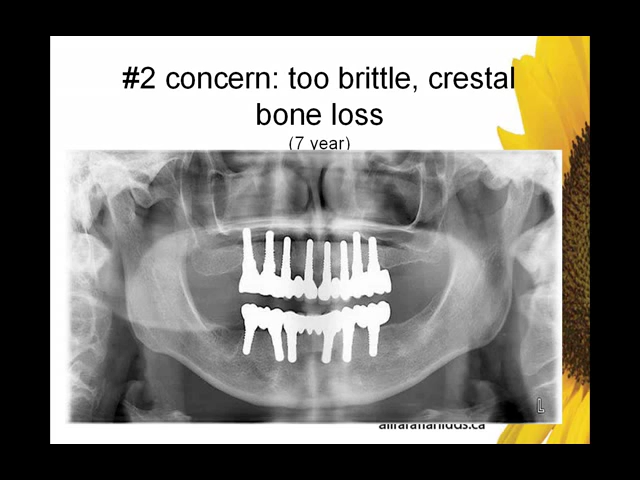 #2 concern: too brittle, crestal
bone loss
(7 year)
L